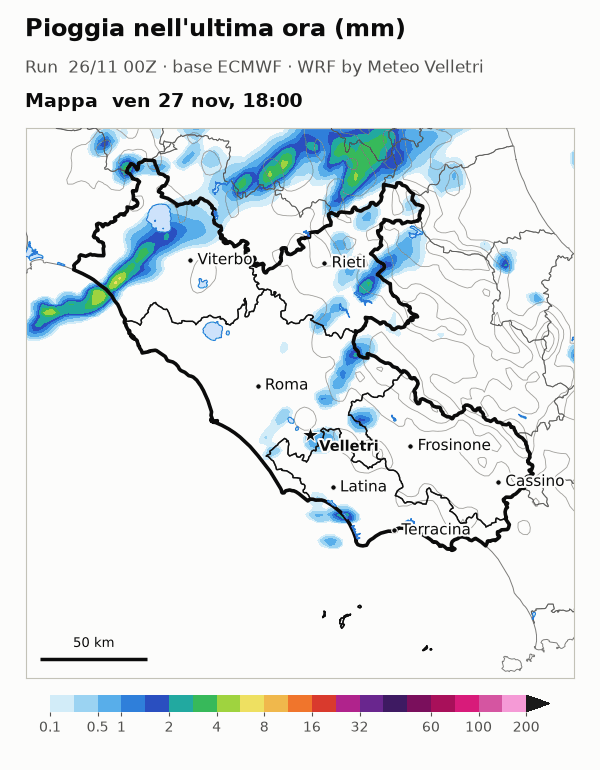 Pioggia nell'ultima ora (mm)
Run  26/11 00Z · base ECMWF · WRF by Meteo Velletri
Mappa  ven 27 nov, 18:00
Viterbo
Rieti
Roma
Velletri
Frosinone
Cassino
Latina
Terracina
50 km
0.1 0.5 1 2 4 8 16 32 60 100 200